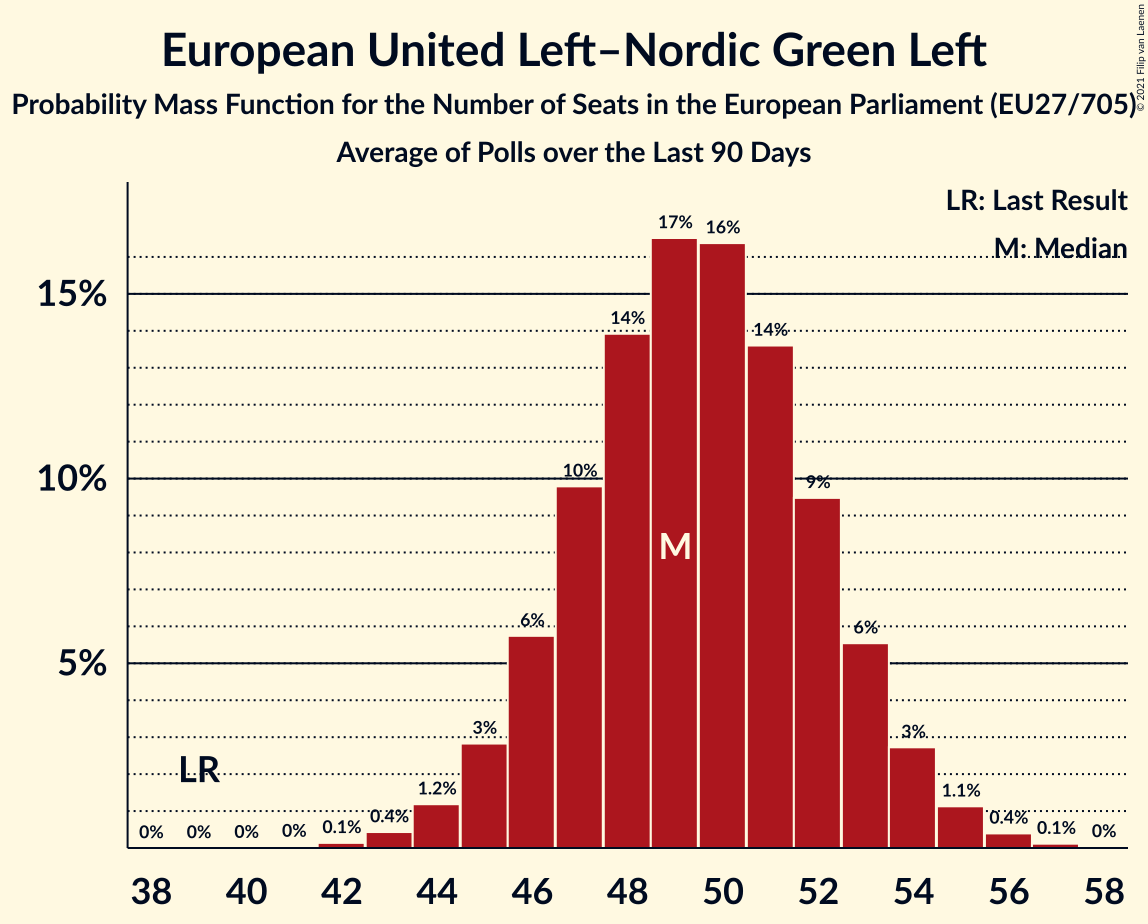 European United Left–Nordic Green Left
Probability Mass Function for the Number of Seats in the European Parliament (EU27/705)
Average of Polls over the Last 90 Days
© 2021 Filip van Laenen
LR: Last Result
M: Median
15%
10%
5%
0% 0% 0% 0% 0.1% 0.4% 1.2% 3% 6% 10% 14% 17% 16% 14% 9% 6% 3% 1.1% 0.4% 0.1% 0%
LR
M
38 40 42 44 46 48 50 52 54 56 58